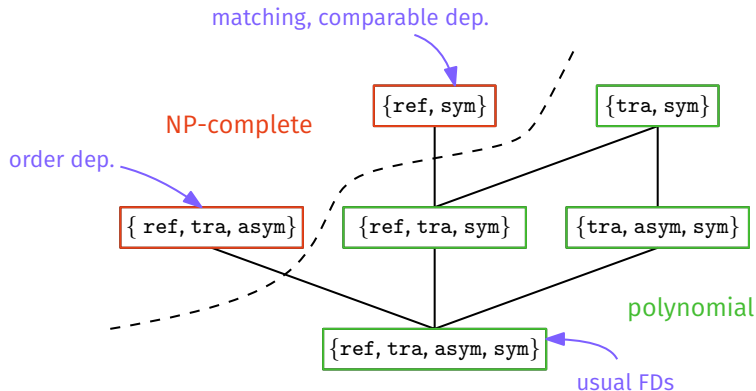 matching, comparable dep.
{ref, sym}
{tra, sym}
NP-complete
order dep.
{ ref, tra, asym}
{ref, tra, sym}
{tra, asym, sym}
polynomial
{ref, tra, asym, sym}
usual FDs